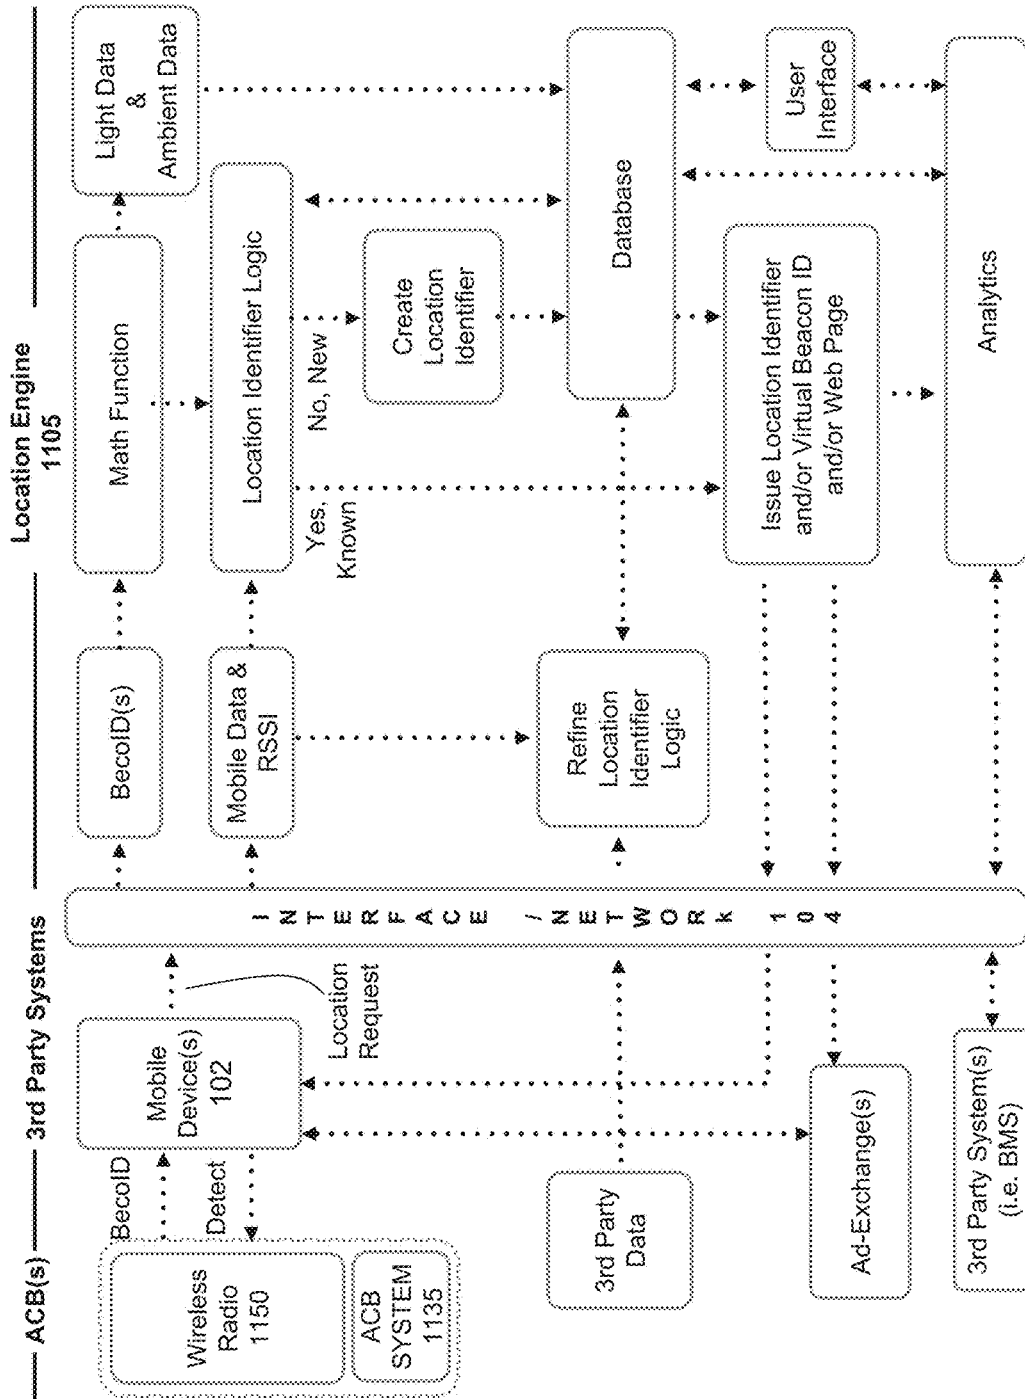 ACB(s)
3rd Party Systems
Location Engine
1105
Wireless
Radio
1150
ACB
SYSTEM
1135
BecoID
Detect
Mobile
Device(s)
102
Location
Request
3rd Party
Data
Ad-Exchange(s)
3rd Party System(s)
(i.e. BMS)
INTERFACE /NETWORk 104
BecoID(s)
Mobile Data &
RSSI
Refine
Location
Identifier
Logic
Math Function
Light Data
&
Ambient Data
Location Identifier Logic
Yes,
Known
No, New
Create
Location
Identifier
Database
Issue Location Identifier
and/or Virtual Beacon ID
and/or Web Page
User
Interface
Analytics